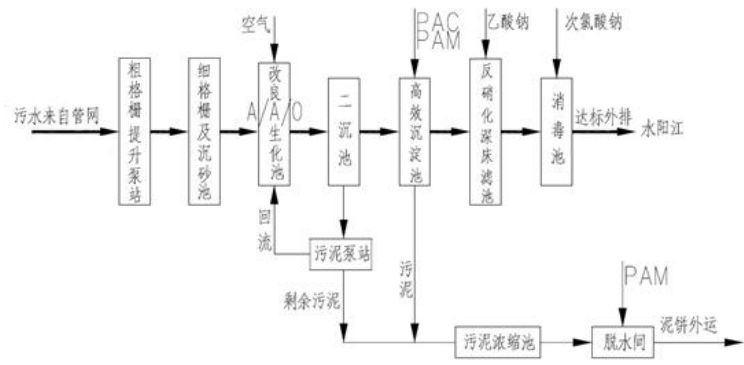 空气
PAC
PAM
乙酸钠
次氯酸钠
污水来自管网
粗格栅提升泵站
细格栅及沉砂池
改良A/A/O生化池
二沉池
高效沉淀池
反硝化深床滤池
消毒池
达标外排
水阳江
回流
污泥泵站
污泥
剩余污泥
PAM
污泥浓缩池
脱水间
泥饼外运